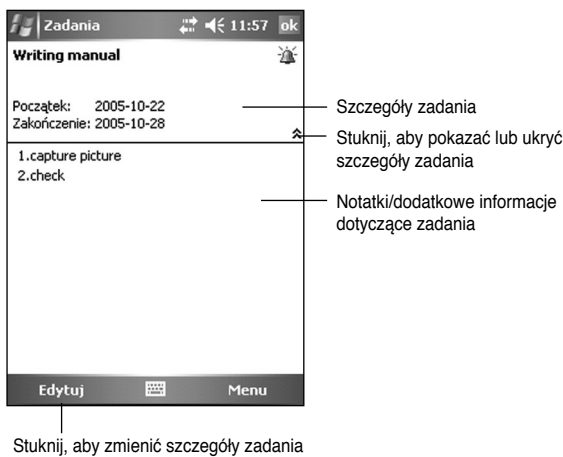 Zadania 11:57 ok
Writing manual
Początek: 2005-10-22
Zakończenie: 2005-10-28
1.capture picture
2.check
Edytuj Menu
Szczegóły zadania
Stuknij, aby pokazać lub ukryć
szczegóły zadania
Notatki/dodatkowe informacje
dotyczące zadania
Stuknij, aby zmienić szczegóły zadania